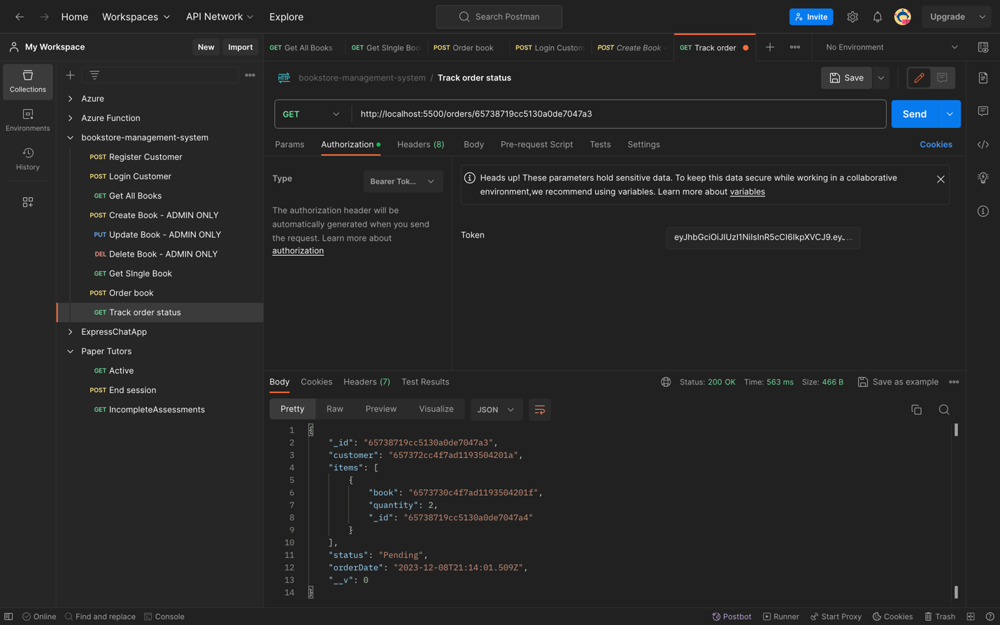 Home Workspaces API Network Explore Search Postman Invite Upgrade
My Workspace New Import GET Get All Books GET Get SIngle Boo POST Order book POST Login Custom POST Create Book - GET Track order No Environment
Collections
Environments
History
Azure
Azure Function
bookstore-management-system
POST Register Customer
POST Login Customer
GET Get All Books
POST Create Book - ADMIN ONLY
PUT Update Book - ADMIN ONLY
DEL Delete Book - ADMIN ONLY
GET Get SIngle Book
POST Order book
GET Track order status
ExpressChatApp
Paper Tutors
GET Active
POST End session
GET IncompleteAssessments
HTTP bookstore-management-system / Track order status Save
GET http://localhost:5500/orders/65738719cc5130a0de7047a3 Send
Params Authorization Headers (8) Body Pre-request Script Tests Settings Cookies
Type Bearer Tok...
The authorization header will be
automatically generated when you send
the request. Learn more about
authorization
Heads up! These parameters hold sensitive data. To keep this data secure while working in a collaborative
environment,we recommend using variables. Learn more about variables
Token eyJhbGciOiJIUzI1NiIsInR5cCI6IkpXVCJ9.eyJ...
Body Cookies Headers (7) Test Results Status: 200 OK Time: 563 ms Size: 466 B Save as example
Pretty Raw Preview Visualize JSON
1 {
2 "_id": "65738719cc5130a0de7047a3",
3 "customer": "657372cc4f7ad1193504201a",
4 "items": [
5 {
6 "book": "6573730c4f7ad1193504201f",
7 "quantity": 2,
8 "_id": "65738719cc5130a0de7047a4"
9 }
10 ],
11 "status": "Pending",
12 "orderDate": "2023-12-08T21:14:01.509Z",
13 "__v": 0
14 }
Online Find and replace Console Postbot Runner Start Proxy Cookies Trash